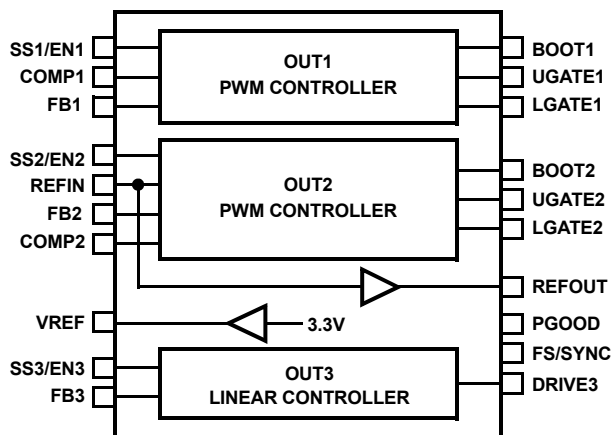 SS1/EN1
COMP1
FB1
OUT1
PWM CONTROLLER
BOOT1
UGATE1
LGATE1
SS2/EN2
REFIN
FB2
COMP2
OUT2
PWM CONTROLLER
BOOT2
UGATE2
LGATE2
REFOUT
VREF
3.3V
PGOOD
FS/SYNC
SS3/EN3
FB3
OUT3
LINEAR CONTROLLER
DRIVE3